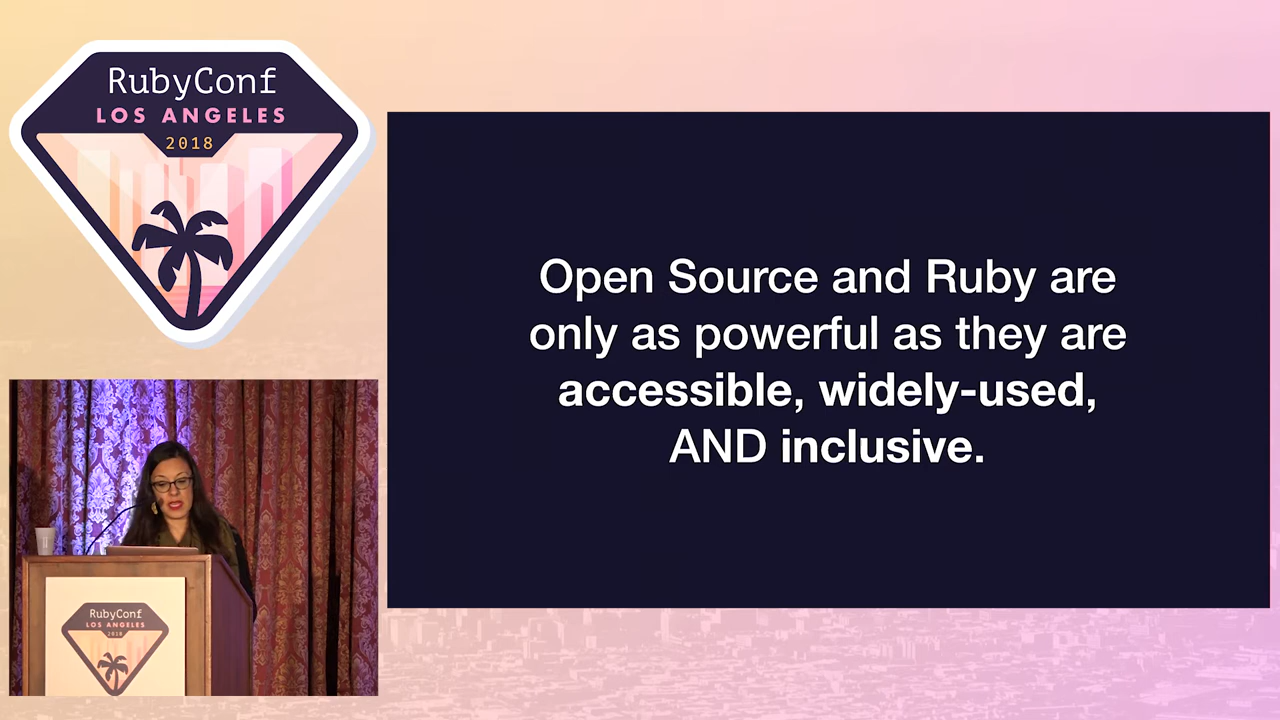 RubyConf
LOS ANGELES
2018
Open Source and Ruby are
only as powerful as they are
accessible, widely-used,
AND inclusive.
RubyConf
LOS ANGELES
2018